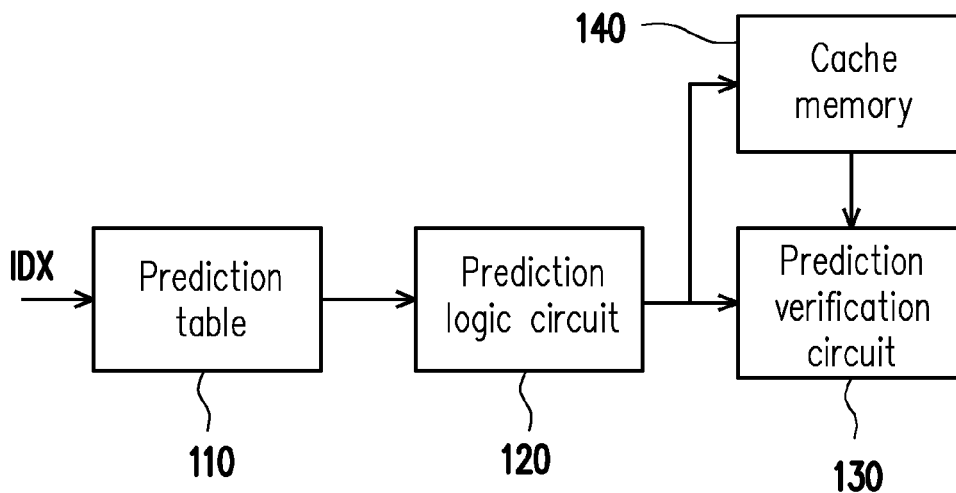 140
Cache
memory
IDX
Prediction
table
Prediction
logic circuit
Prediction
verification
circuit
110
120
130